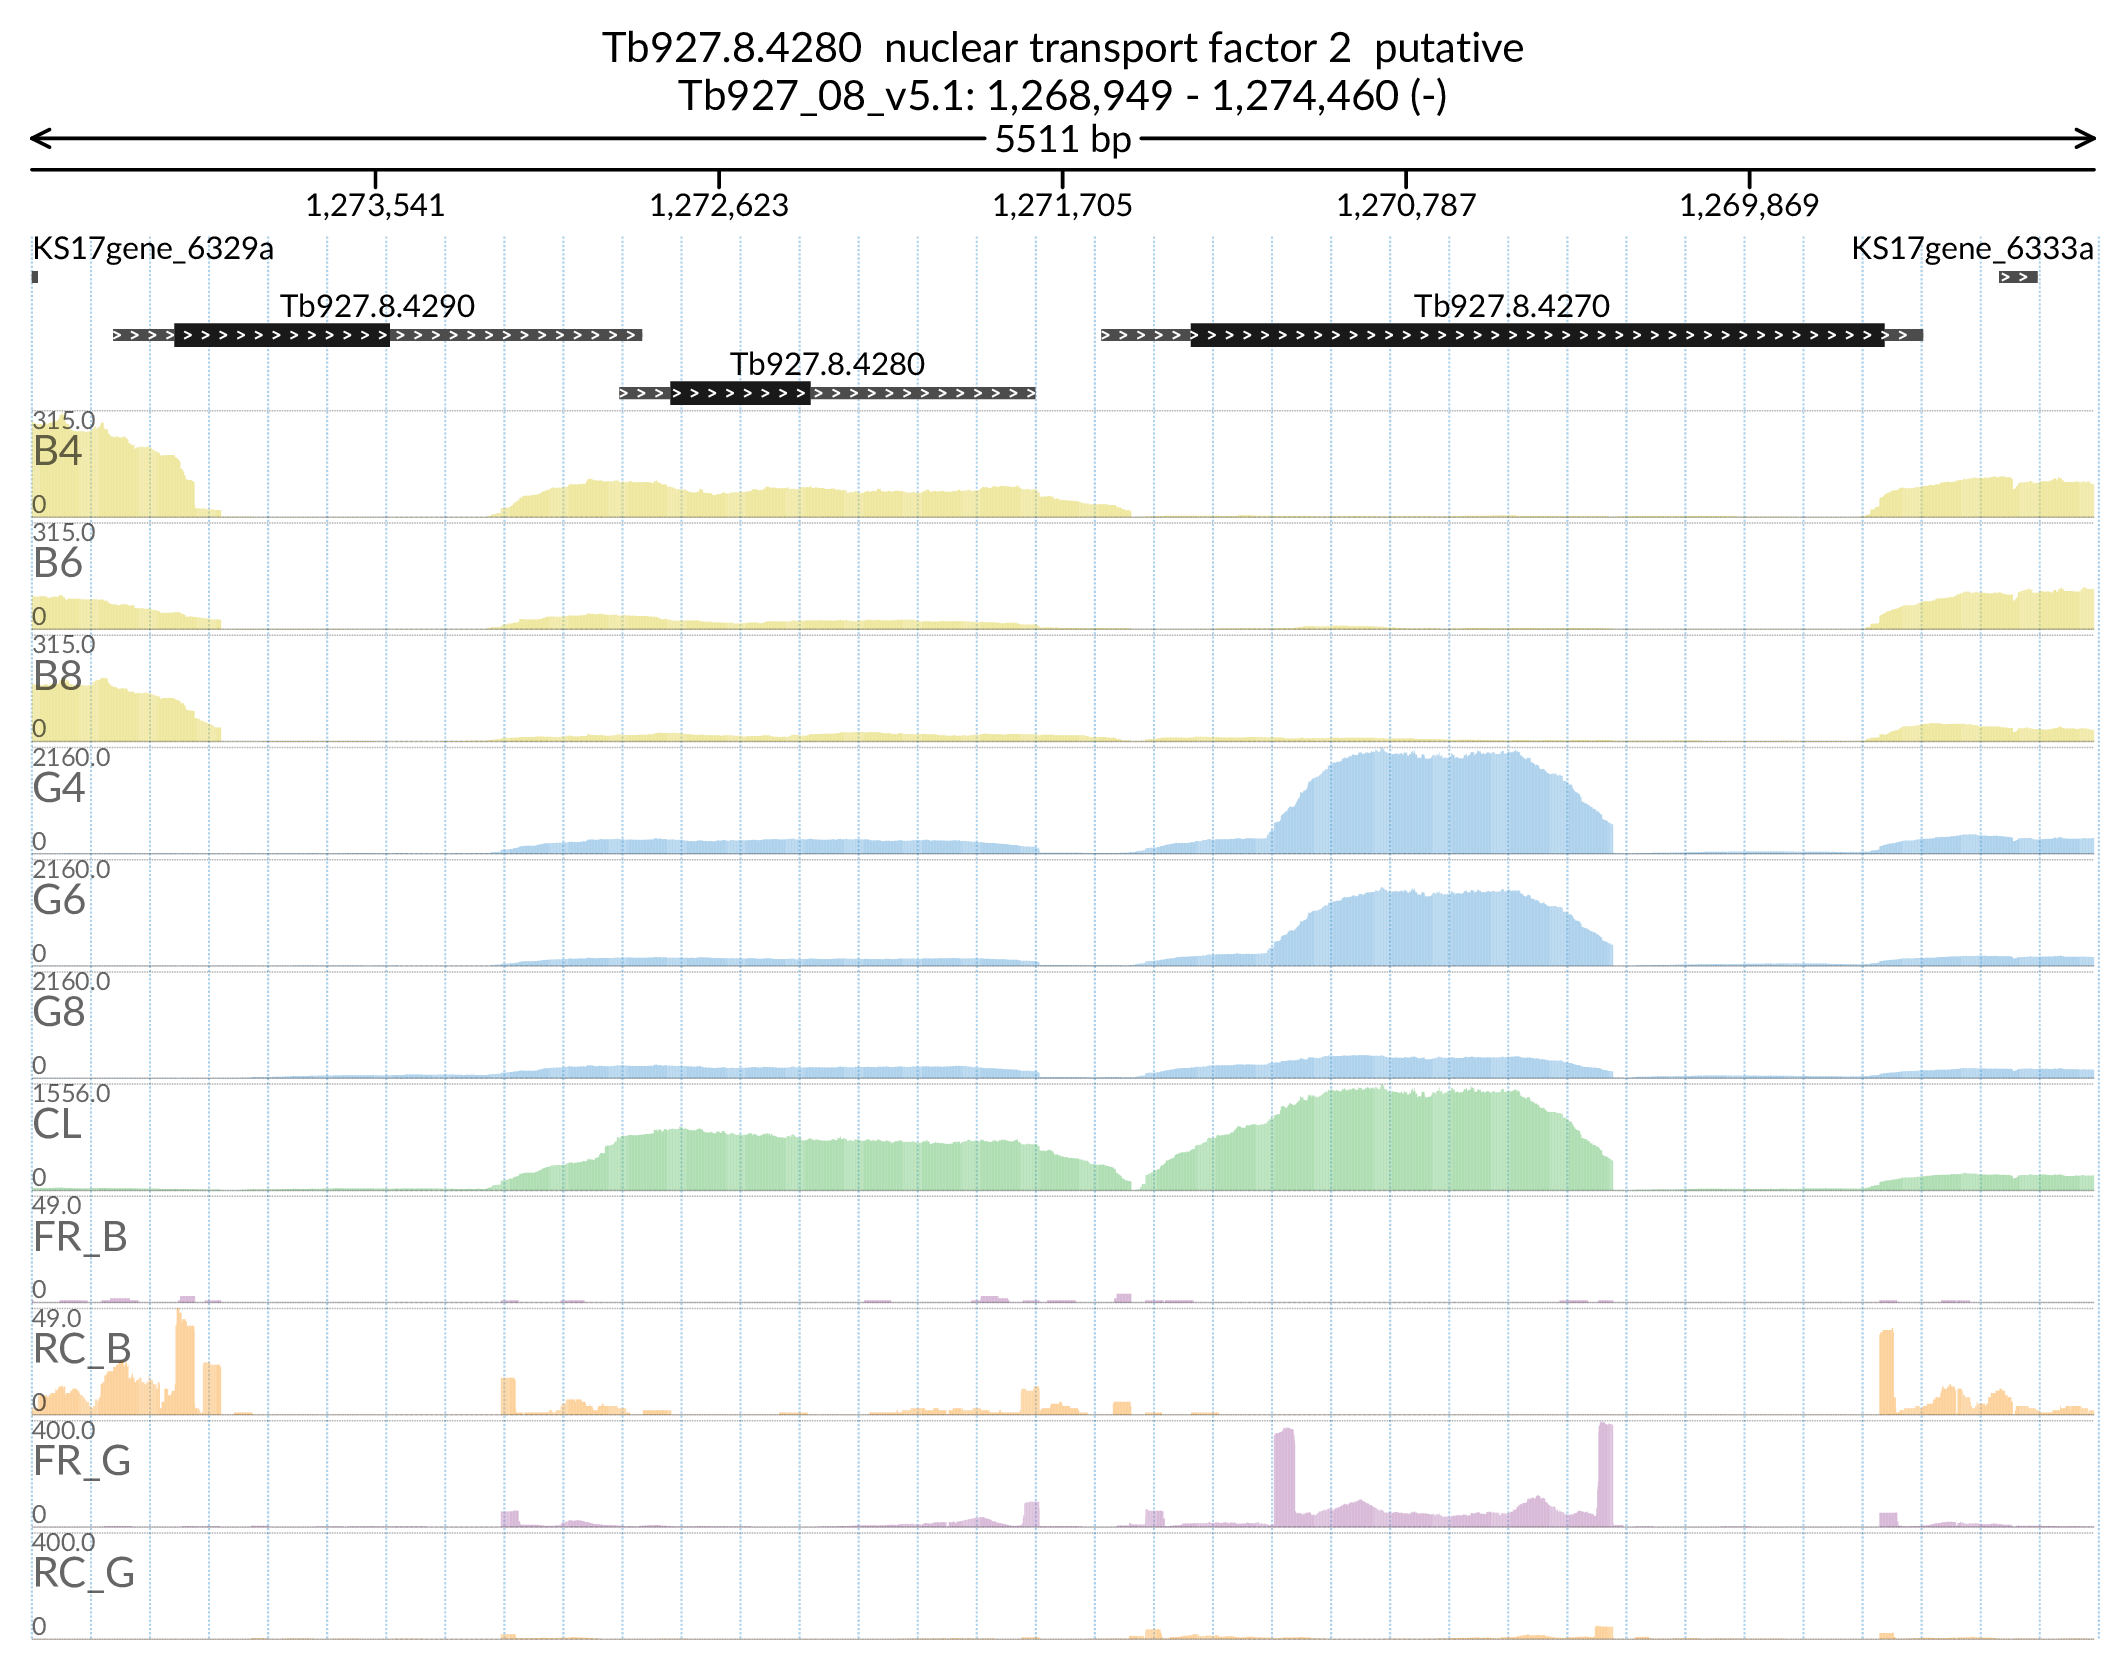 Tb927.8.4280  nuclear transport factor 2  putative
Tb927_08_v5.1: 1,268,949 - 1,274,460 (-)
5511 bp
1,273,541 1,272,623 1,271,705 1,270,787 1,269,869
KS17gene_6329a KS17gene_6333a
Tb927.8.4290 Tb927.8.4270
Tb927.8.4280
315.0
B4
0
315.0
B6
0
315.0
B8
0
2160.0
G4
0
2160.0
G6
0
2160.0
G8
0
1556.0
CL
0
49.0
FR_B
0
49.0
RC_B
0
400.0
FR_G
0
400.0
RC_G
0